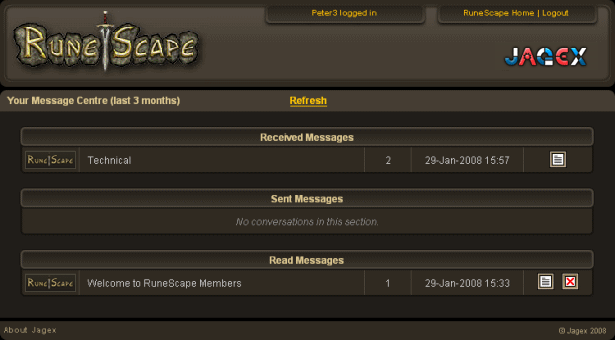 Peter3 logged in
RuneScape Home | Logout
RUNESCAPE
JAGEX
Your Message Centre (last 3 months) Refresh
Received Messages
RUNESCAPE Technical 2 29-Jan-2008 15:57
Sent Messages
No conversations in this section.
Read Messages
RUNESCAPE Welcome to RuneScape Members 1 29-Jan-2008 15:33
About Jagex © Jagex 2008